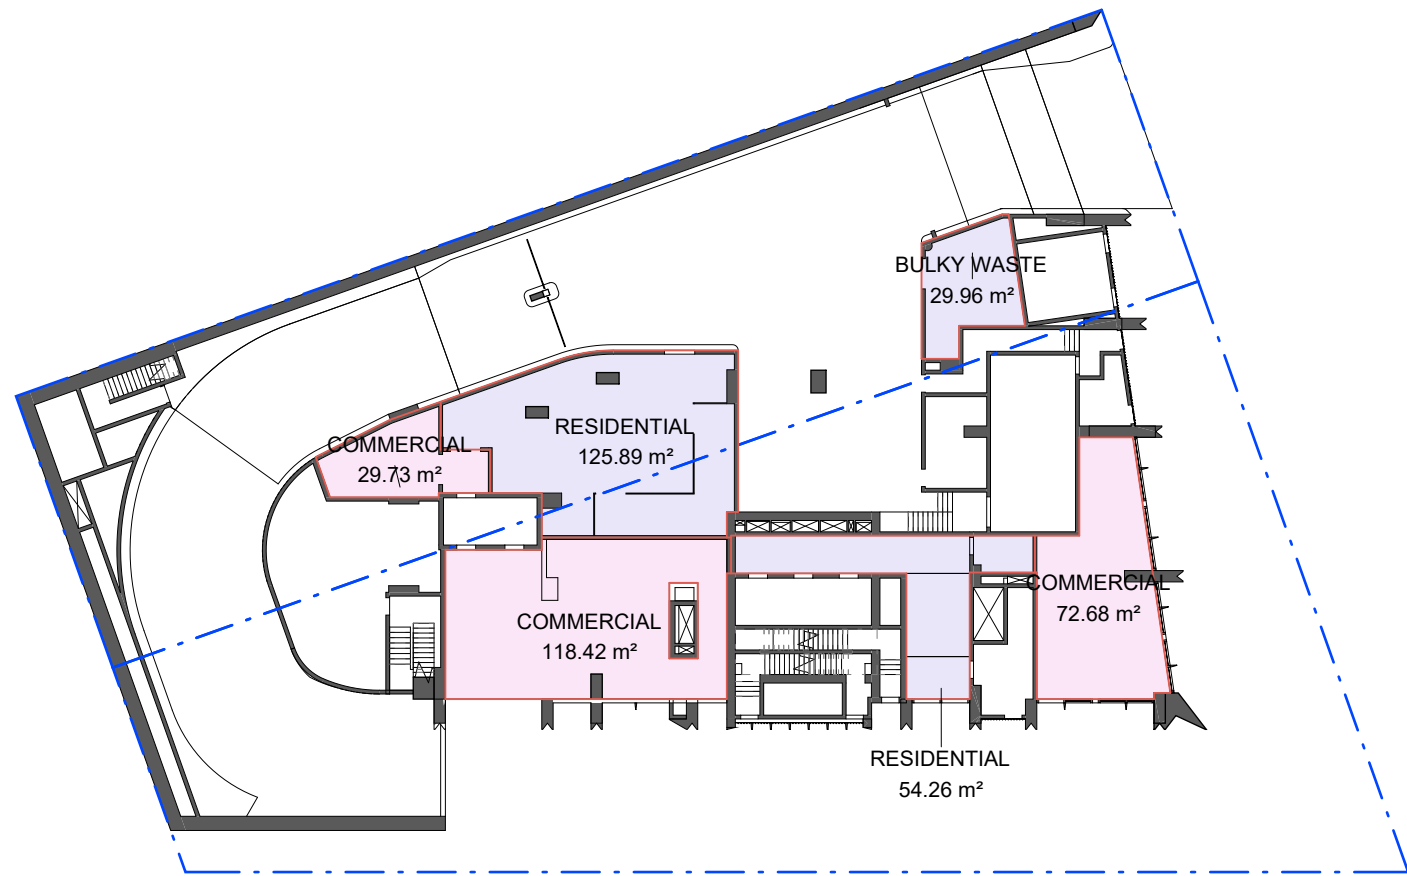 BULKY WASTE
29.96 m²
RESIDENTIAL
125.89 m²
COMMERCIAL
29.73 m²
COMMERCIAL
72.68 m²
COMMERCIAL
118.42 m²
RESIDENTIAL
54.26 m²